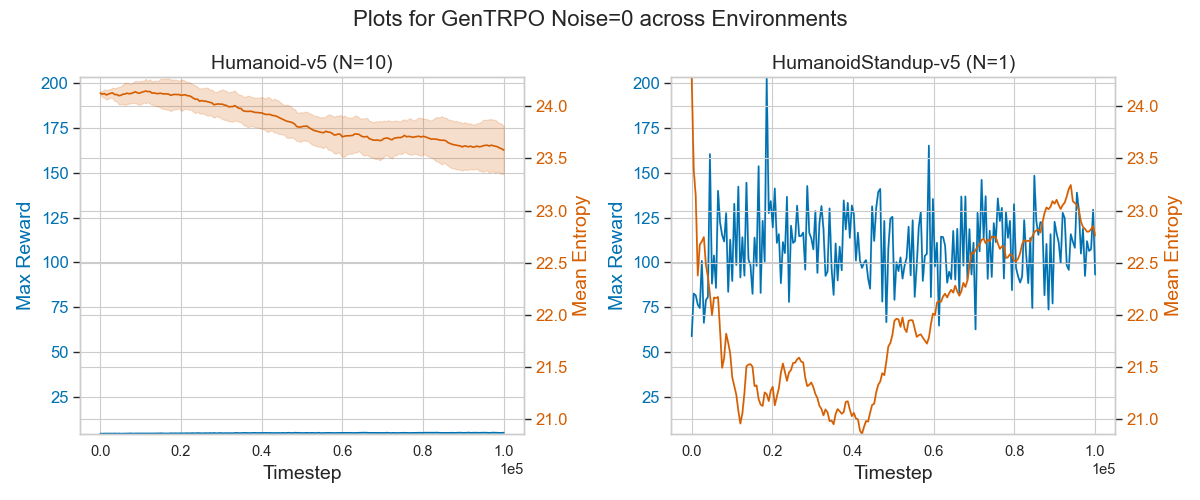 Plots for GenTRPO Noise=0 across Environments
Humanoid-v5 (N=10)
200
175
150
125
100
75
50
25
Max Reward
24.0
23.5
23.0
22.5
22.0
21.5
21.0
Mean Entropy
0.0 0.2 0.4 0.6 0.8 1.0
1e5
Timestep
HumanoidStandup-v5 (N=1)
200
175
150
125
100
75
50
25
Max Reward
24.0
23.5
23.0
22.5
22.0
21.5
21.0
Mean Entropy
0.0 0.2 0.4 0.6 0.8 1.0
1e5
Timestep